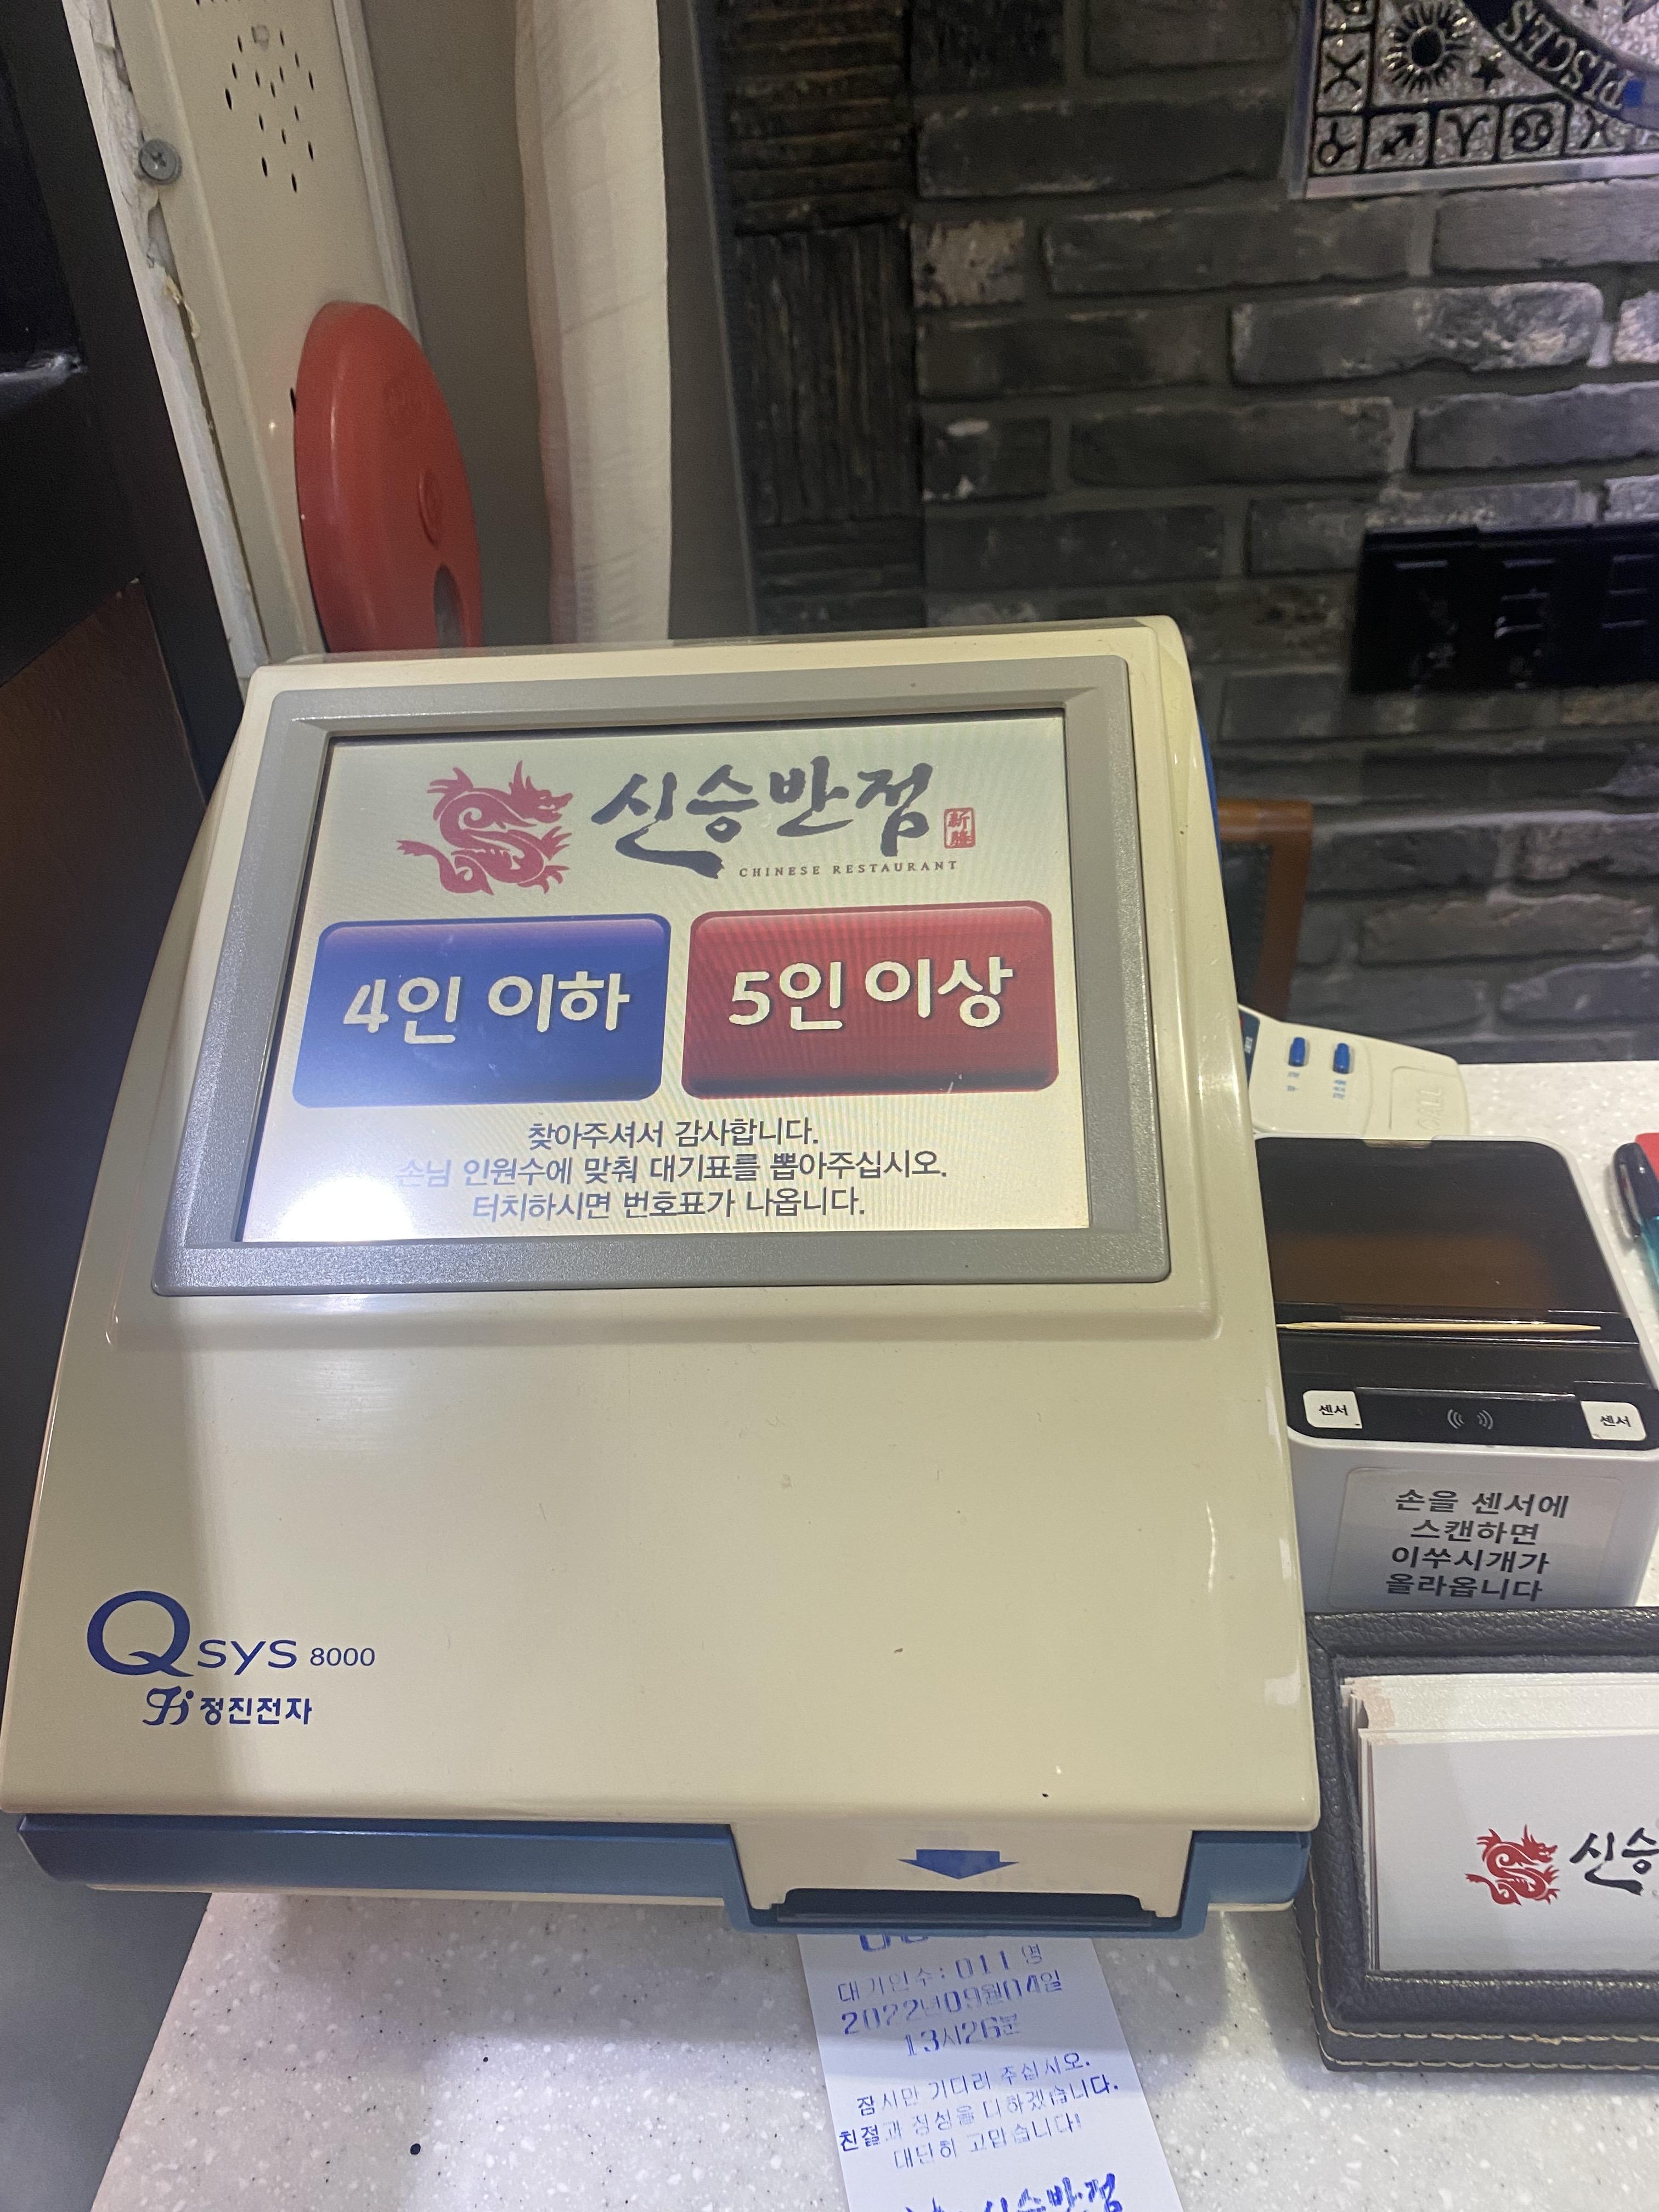 PISCES
신승반점
新
勝
CHINESE RESTAURANT
4인 이하
5인 이상
찾아주셔서 감사합니다.
손님 인원수에 맞춰 대기표를 뽑아주십시오.
터치하시면 번호표가 나옵니다.
CALL
센서
센서
손을 센서에
스캔하면
이쑤시개가
올라옵니다
Qsys 8000
정진전자
신승
대기인수: 011 명
2022년09월04일
13시26분
잠시만 기다려 주십시오.
친절과 정성을 다하겠습니다.
대단히 고맙습니다!
신승반점